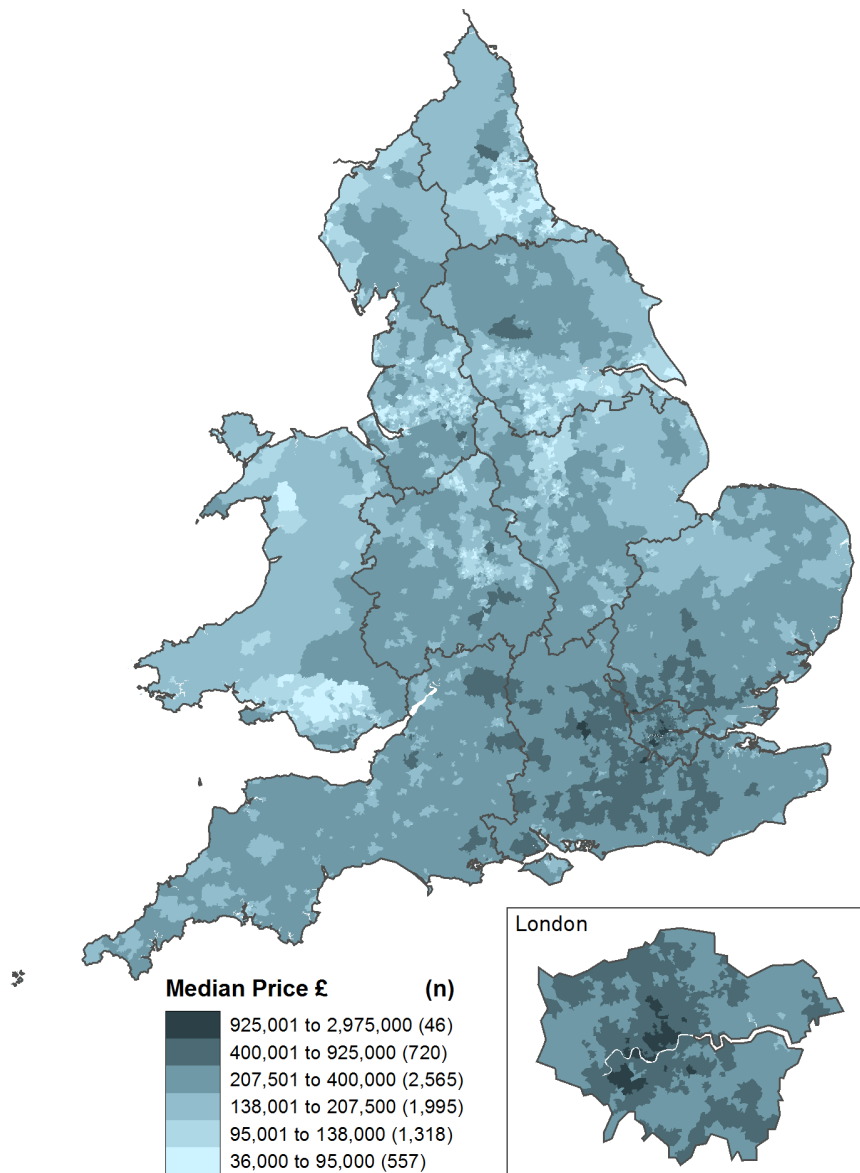 London
Median Price £ (n)
925,001 to 2,975,000 (46)
400,001 to 925,000 (720)
207,501 to 400,000 (2,565)
138,001 to 207,500 (1,995)
95,001 to 138,000 (1,318)
36,000 to 95,000 (557)